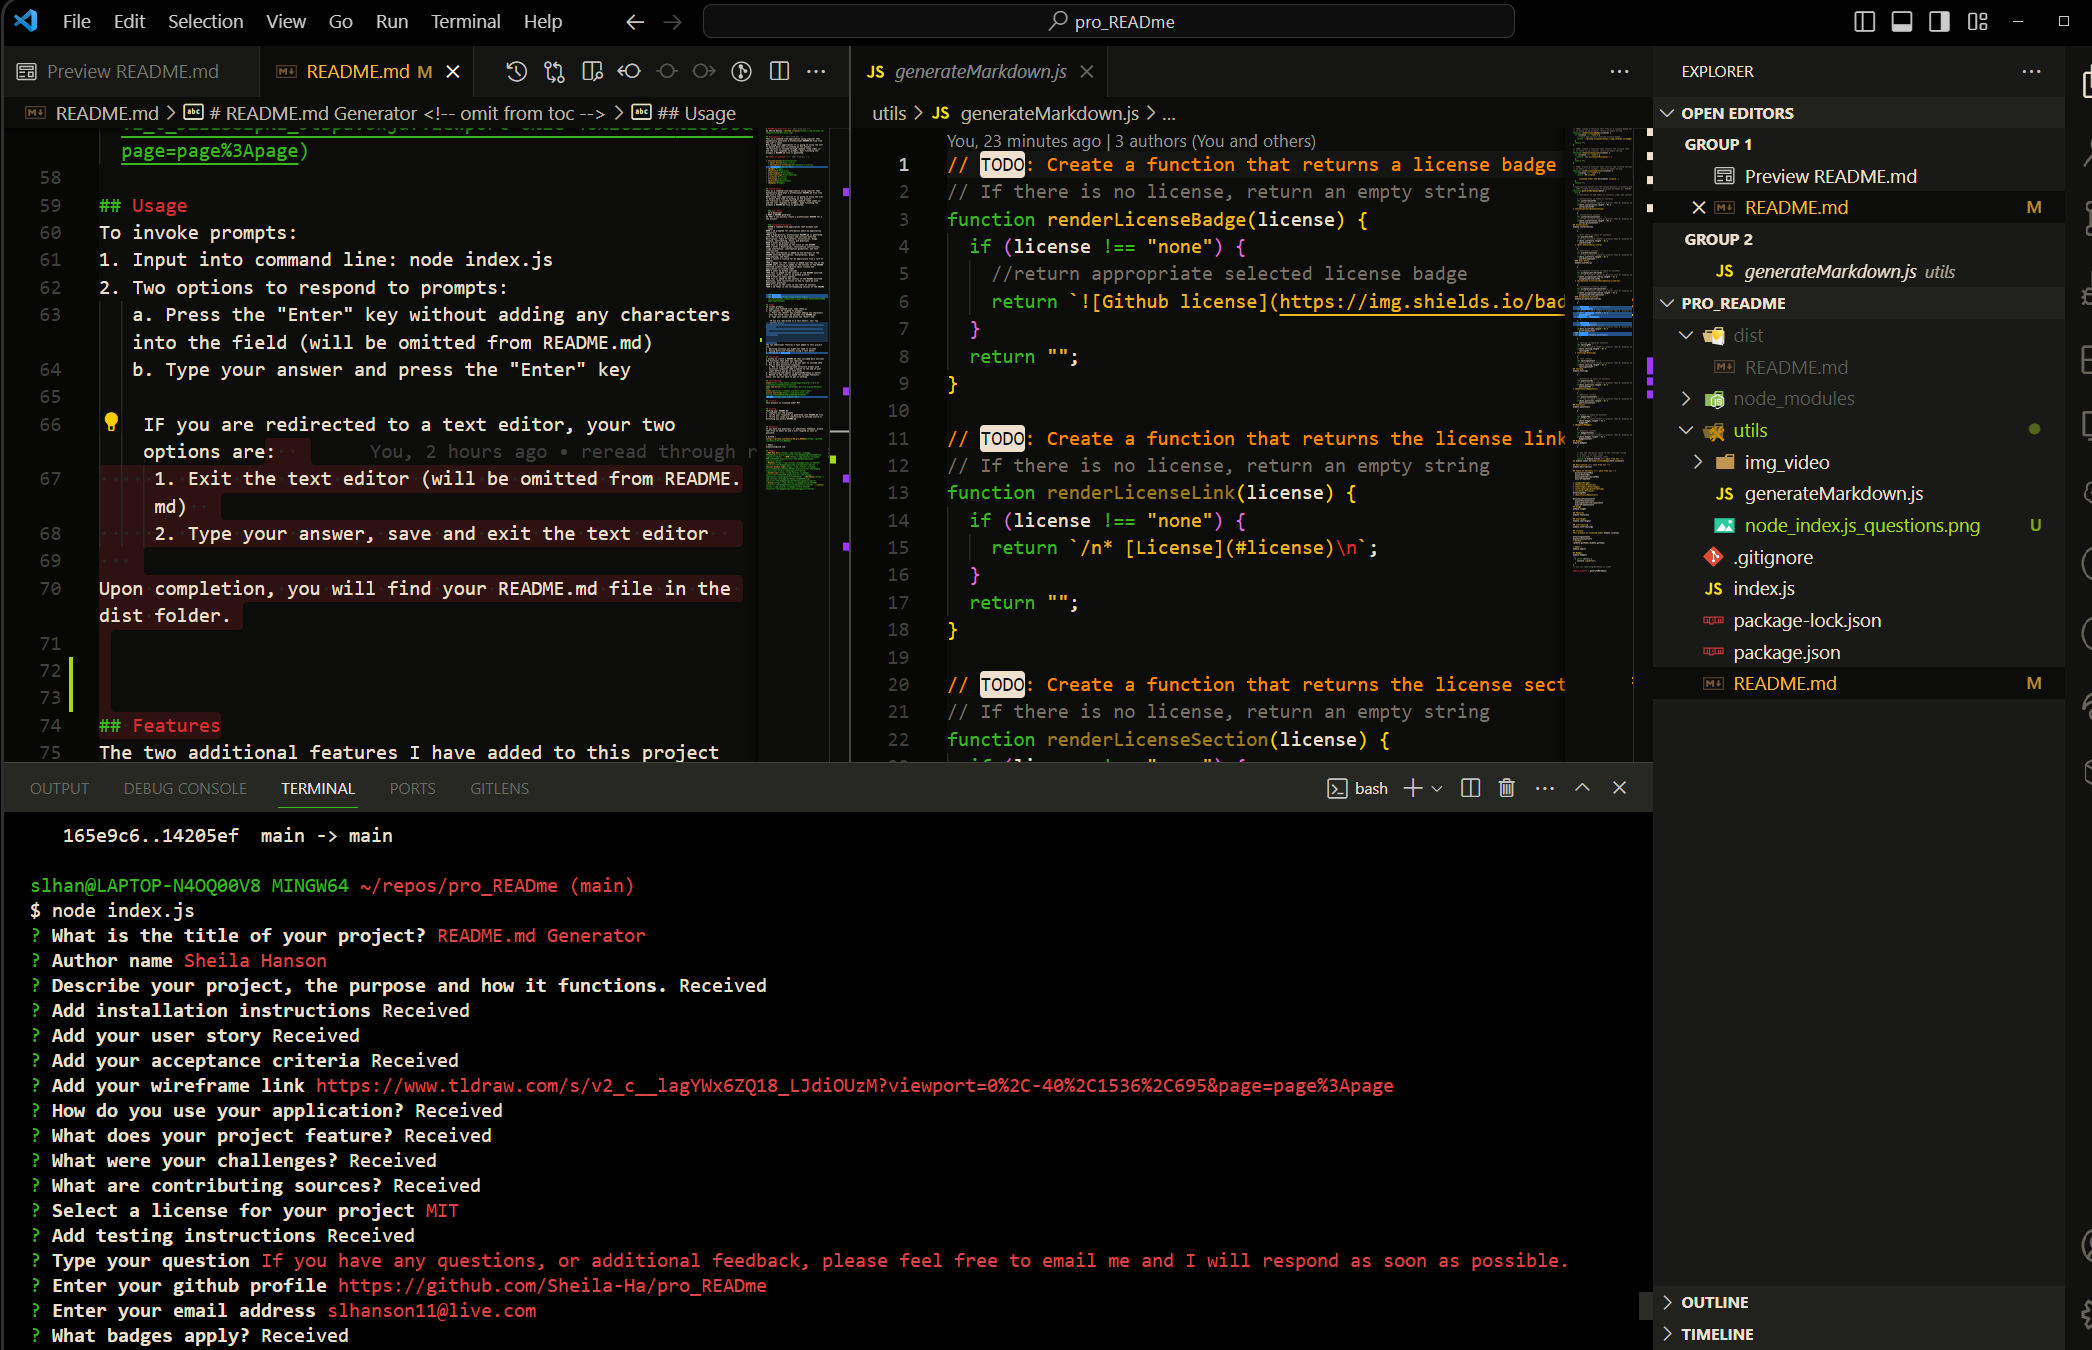 File Edit Selection View Go Run Terminal Help
pro_READme
Preview README.md
README.md M
README.md > # README.md Generator <!-- omit from toc --> > ## Usage
page=page%3Apage)
58
59 ## Usage
60 To invoke prompts:
61 1. Input into command line: node index.js
62 2. Two options to respond to prompts:
63 a. Press the "Enter" key without adding any characters
into the field (will be omitted from README.md)
64 b. Type your answer and press the "Enter" key
65
66 IF you are redirected to a text editor, your two
options are: You, 2 hours ago • reread through r
67 1. Exit the text editor (will be omitted from README.
md)
68 2. Type your answer, save and exit the text editor
69
70 Upon completion, you will find your README.md file in the
dist folder.
71
72
73
74 ## Features
75 The two additional features I have added to this project
JS generateMarkdown.js
utils > JS generateMarkdown.js > ...
You, 23 minutes ago | 3 authors (You and others)
1 // TODO: Create a function that returns a license badge
2 // If there is no license, return an empty string
3 function renderLicenseBadge(license) {
4 if (license !== "none") {
5 //return appropriate selected license badge
6 return `![Github license](https://img.shields.io/bad
7 }
8 return "";
9 }
10
11 // TODO: Create a function that returns the license link
12 // If there is no license, return an empty string
13 function renderLicenseLink(license) {
14 if (license !== "none") {
15 return `/n* [License](#license)\n`;
16 }
17 return "";
18 }
19
20 // TODO: Create a function that returns the license sect
21 // If there is no license, return an empty string
22 function renderLicenseSection(license) {
EXPLORER
OPEN EDITORS
GROUP 1
Preview README.md
README.md M
GROUP 2
JS generateMarkdown.js utils
PRO_README
dist
README.md
node_modules
utils
img_video
JS generateMarkdown.js
node_index.js_questions.png U
.gitignore
JS index.js
package-lock.json
package.json
README.md M
OUTLINE
TIMELINE
OUTPUT DEBUG CONSOLE TERMINAL PORTS GITLENS
bash
165e9c6..14205ef main -> main
slhan@LAPTOP-N4OQ00V8 MINGW64 ~/repos/pro_READme (main)
$ node index.js
? What is the title of your project? README.md Generator
? Author name Sheila Hanson
? Describe your project, the purpose and how it functions. Received
? Add installation instructions Received
? Add your user story Received
? Add your acceptance criteria Received
? Add your wireframe link https://www.tldraw.com/s/v2_c__lagYWx6ZQ18_LJdiOUzM?viewport=0%2C-40%2C1536%2C695&page=page%3Apage
? How do you use your application? Received
? What does your project feature? Received
? What were your challenges? Received
? What are contributing sources? Received
? Select a license for your project MIT
? Add testing instructions Received
? Type your question If you have any questions, or additional feedback, please feel free to email me and I will respond as soon as possible.
? Enter your github profile https://github.com/Sheila-Ha/pro_READme
? Enter your email address slhanson11@live.com
? What badges apply? Received